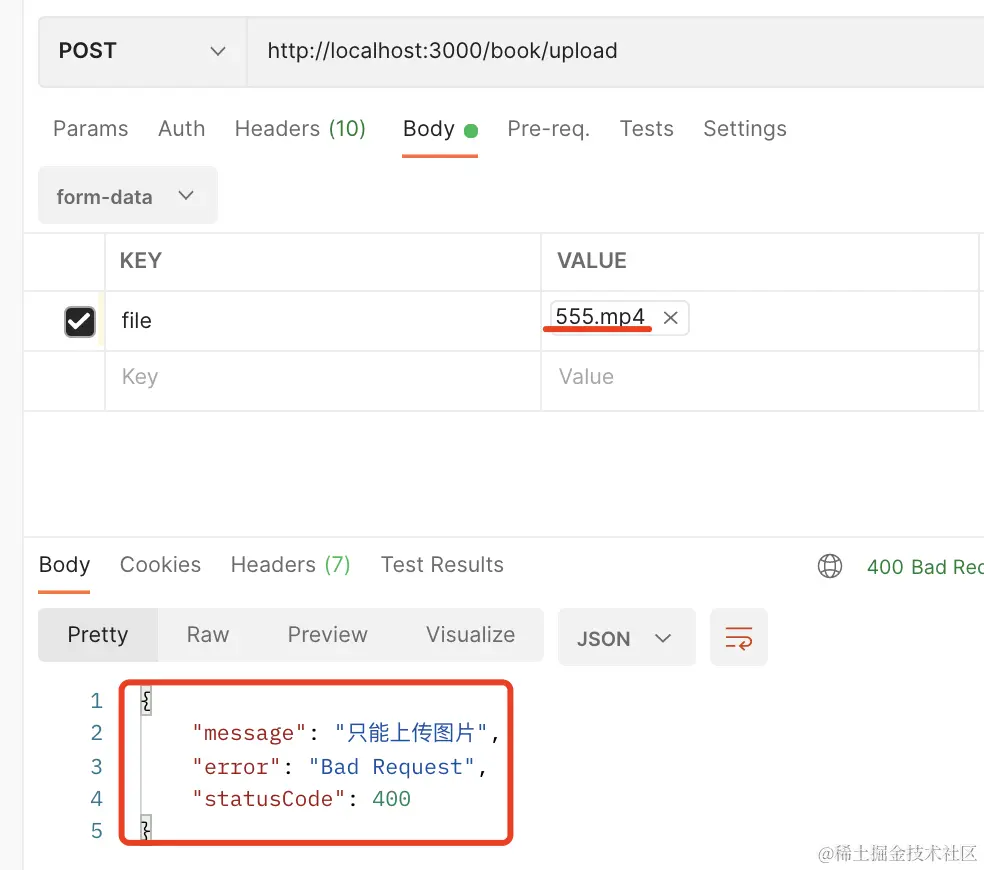 POST http://localhost:3000/book/upload
Params Auth Headers (10) Body Pre-req. Tests Settings
form-data
KEY VALUE
file 555.mp4
Key Value
Body Cookies Headers (7) Test Results 400 Bad Rec
Pretty Raw Preview Visualize JSON
1 {
2 "message": "只能上传图片",
3 "error": "Bad Request",
4 "statusCode": 400
5 }
@稀土掘金技术社区